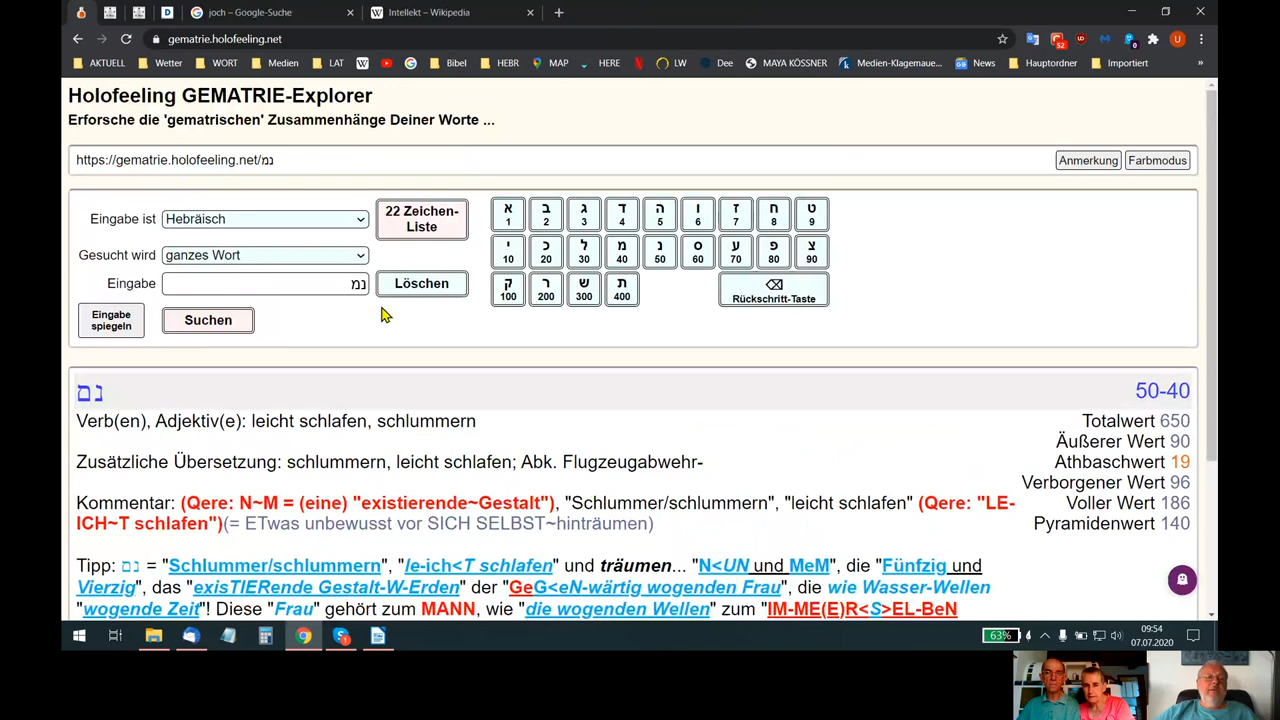 joch – Google-Suche
Intellekt – Wikipedia
gematrie.holofeeling.net
AKTUELL Wetter WORT Medien LAT Bibel HEBR MAP HERE LW Dee MAYA KÖSSNER Medien-Klagemaue... News Hauptordner Importiert »
Holofeeling GEMATRIE-Explorer
Erforsche die 'gematrischen' Zusammenhänge Deiner Worte ...
https://gematrie.holofeeling.net/נמ
Anmerkung Farbmodus
Eingabe ist Hebräisch
22 Zeichen-
Liste
Gesucht wird ganzes Wort
Eingabe נמ
Löschen
Eingabe
spiegeln
Suchen
א ב ג ד ה ו ז ח ט
1 2 3 4 5 6 7 8 9
י כ ל מ נ ס ע פ צ
10 20 30 40 50 60 70 80 90
ק ר ש ת
100 200 300 400
⌫
Rückschritt-Taste
נמ 50-40
Verb(en), Adjektiv(e): leicht schlafen, schlummern
Totalwert 650
Äußerer Wert 90
Zusätzliche Übersetzung: schlummern, leicht schlafen; Abk. Flugzeugabwehr-
Athbaschwert 19
Verborgener Wert 96
Kommentar: (Qere: N~M = (eine) "existierende~Gestalt"), "Schlummer/schlummern", "leicht schlafen" (Qere: "LE-
Voller Wert 186
ICH~T schlafen")(= ETwas unbewusst vor SICH SELBST~hinträumen)
Pyramidenwert 140
Tipp: נמ = "Schlummer/schlummern", "le-ich<T schlafen" und träumen... "N<UN und MeM", die "Fünfzig und
Vierzig", das "exisTIERende Gestalt-W-Erden" der "GeG<eN-wärtig wogenden Frau", die wie Wasser-Wellen
"wogende Zeit"! Diese "Frau" gehört zum MANN, wie "die wogenden Wellen" zum "IM-ME(E)R<S>EL-BeN
63%
09:54
07.07.2020
52
0
U